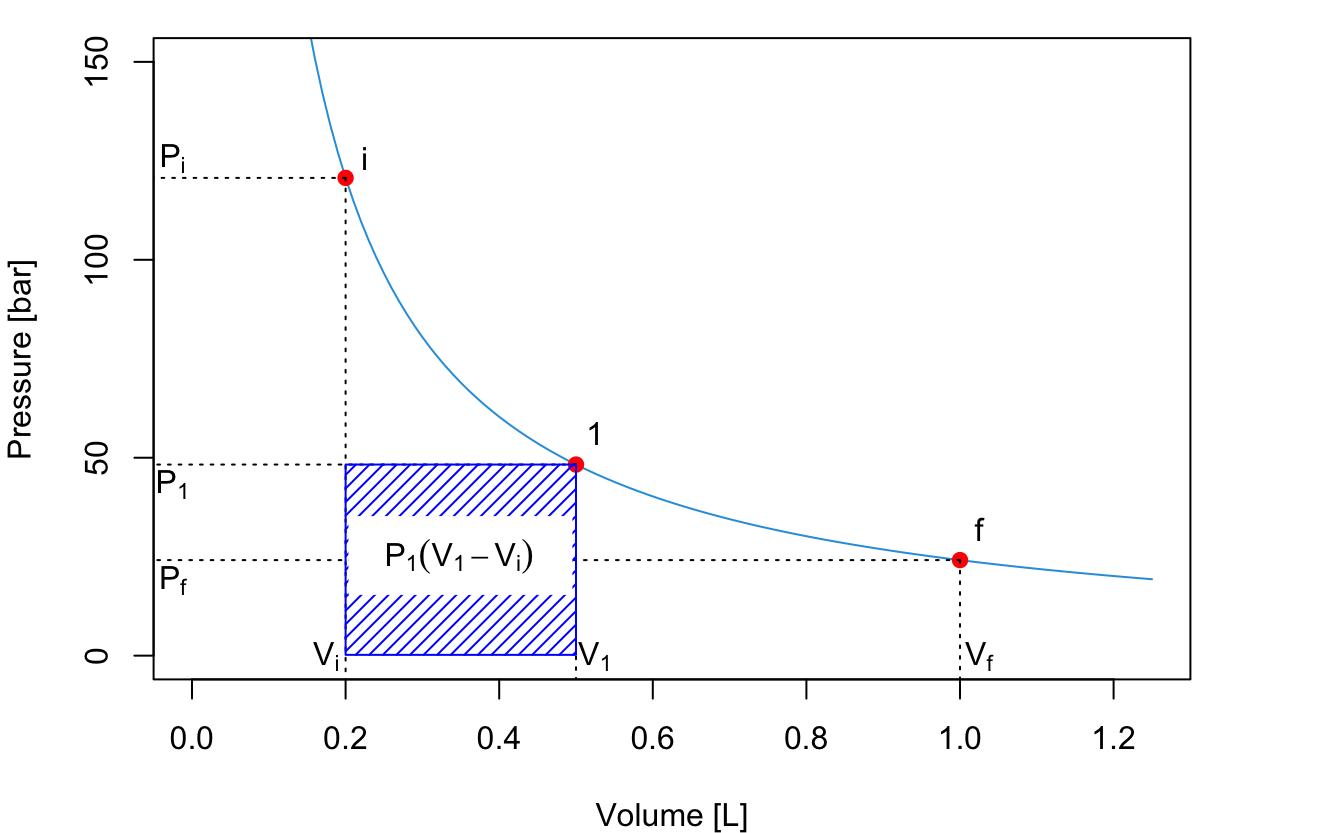 150
100
50
0
Pressure [bar]
Pᵢ
i
P₁
1
P₁(V₁ – Vᵢ)
f
P_f
Vᵢ
V₁
V_f
0.0 0.2 0.4 0.6 0.8 1.0 1.2
Volume [L]